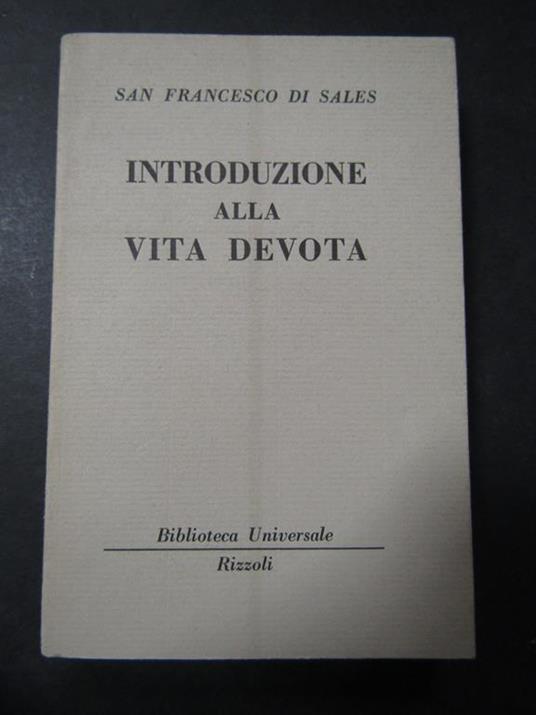 SAN FRANCESCO DI SALES
INTRODUZIONE
ALLA
VITA DEVOTA
Biblioteca Universale
Rizzoli